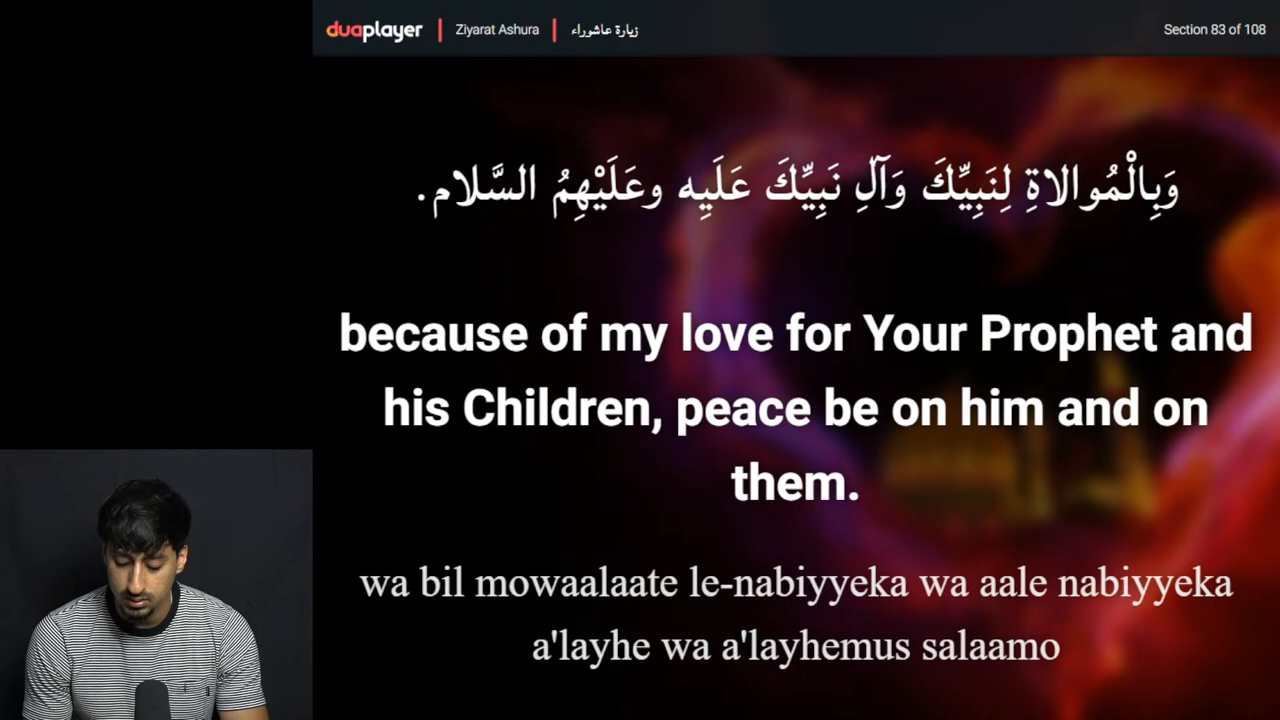 duaplayer | Ziyarat Ashura | زيارة عاشوراء Section 83 of 108
وَبِالْمُوالاةِ لِنَبِيِّكَ وَآلِ نَبِيِّكَ عَلَيِه وعَلَيْهِمُ السَّلام.
because of my love for Your Prophet and
his Children, peace be on him and on
them.
wa bil mowaalaate le-nabiyyeka wa aale nabiyyeka
a'layhe wa a'layhemus salaamo